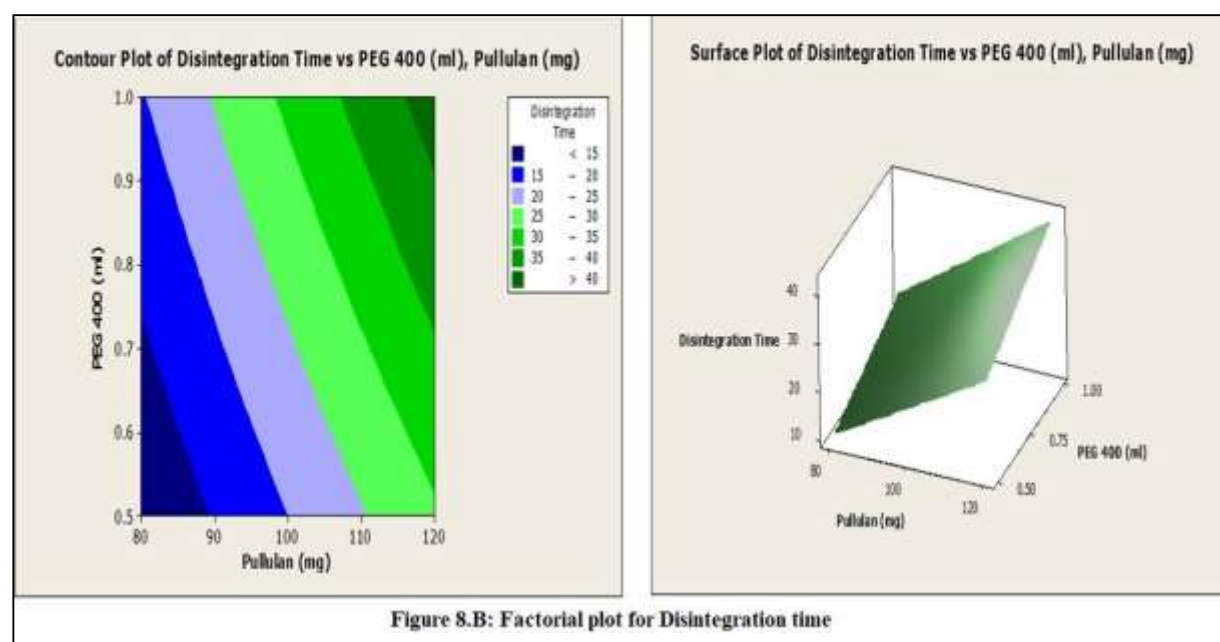 Contour Plot of Disintegration Time vs PEG 400 (ml), Pullulan (mg)
1.0
0.9
0.8
0.7
0.6
0.5
PEG 400 (ml)
80 90 100 110 120
Pullulan (mg)
Disintegration
Time
< 15
15 – 20
20 – 25
25 – 30
30 – 35
35 – 40
> 40
Surface Plot of Disintegration Time vs PEG 400 (ml), Pullulan (mg)
40
30
20
10
Disintegration Time
80
100
120
Pullulan (mg)
1.00
0.75
0.50
PEG 400 (ml)
Figure 8.B: Factorial plot for Disintegration time